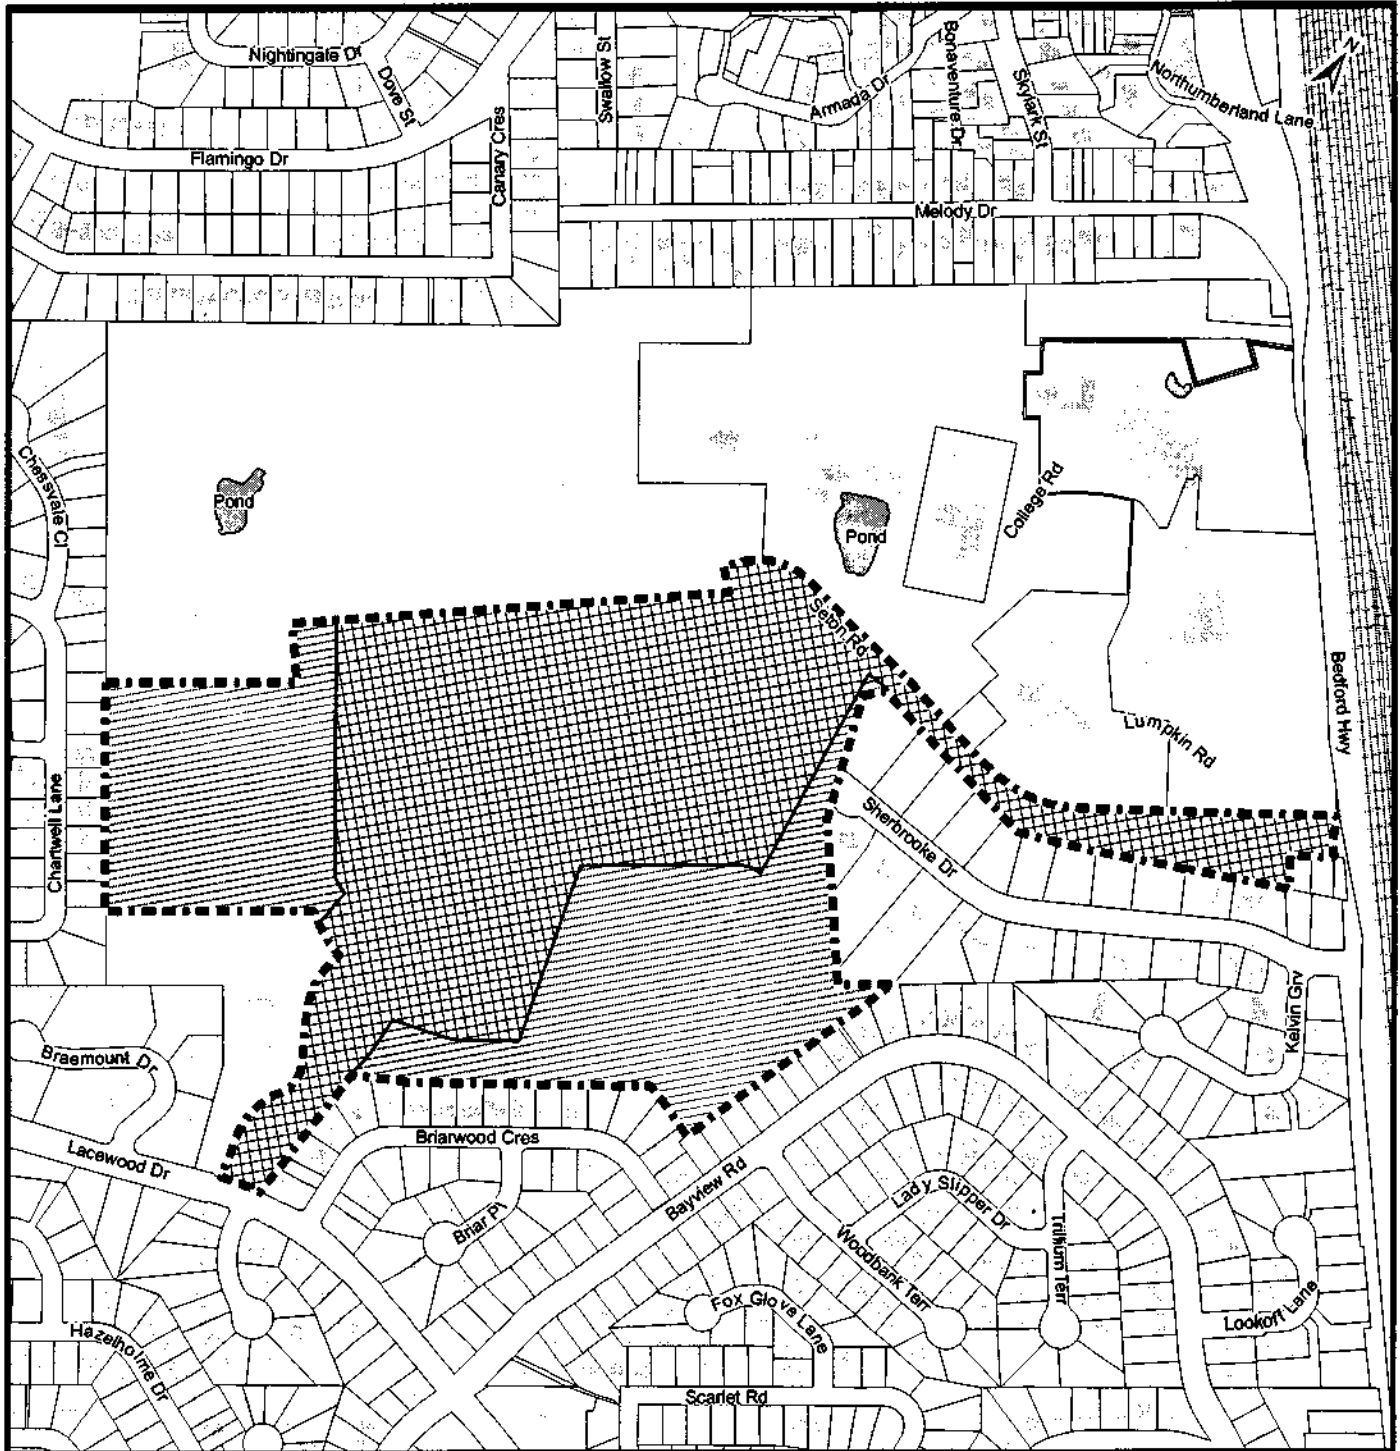 N
Nightingale Dr
Dove St
Swallow St
Armada Dr
Bonaventure Dr
Skylark St
Northumberland Lane
Flamingo Dr
Canary Cres
Melody Dr
Chessvale Cl
Pond
Pond
College Rd
Seton Rd
Bedford Hwy
Lumpkin Rd
Chartwell Lane
Sherbrooke Dr
Kelvin Grv
Braemount Dr
Lacewood Dr
Briarwood Cres
Bayview Rd
Briar Pl
Lady Slipper Dr
Woodbank Terr
Trillium Terr
Fox Glove Lane
Lookoff Lane
Hazelholme Dr
Scarlet Rd